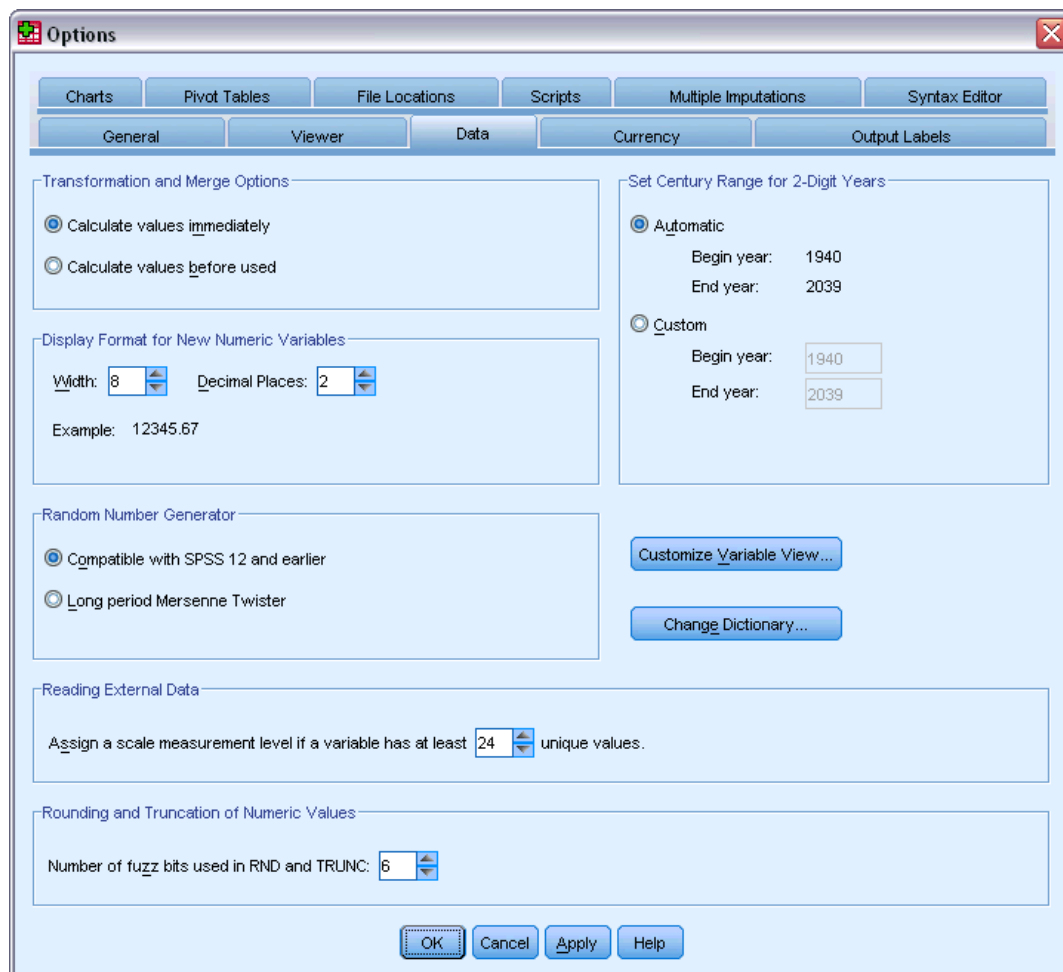 Options
Charts
Pivot Tables
File Locations
Scripts
Multiple Imputations
Syntax Editor
General
Viewer
Data
Currency
Output Labels
Transformation and Merge Options
Calculate values immediately
Calculate values before used
Set Century Range for 2-Digit Years
Automatic
Begin year: 1940
End year: 2039
Custom
Begin year: 1940
End year: 2039
Display Format for New Numeric Variables
Width: 8 Decimal Places: 2
Example: 12345.67
Random Number Generator
Compatible with SPSS 12 and earlier
Long period Mersenne Twister
Customize Variable View...
Change Dictionary...
Reading External Data
Assign a scale measurement level if a variable has at least 24 unique values.
Rounding and Truncation of Numeric Values
Number of fuzz bits used in RND and TRUNC: 6
OK
Cancel
Apply
Help